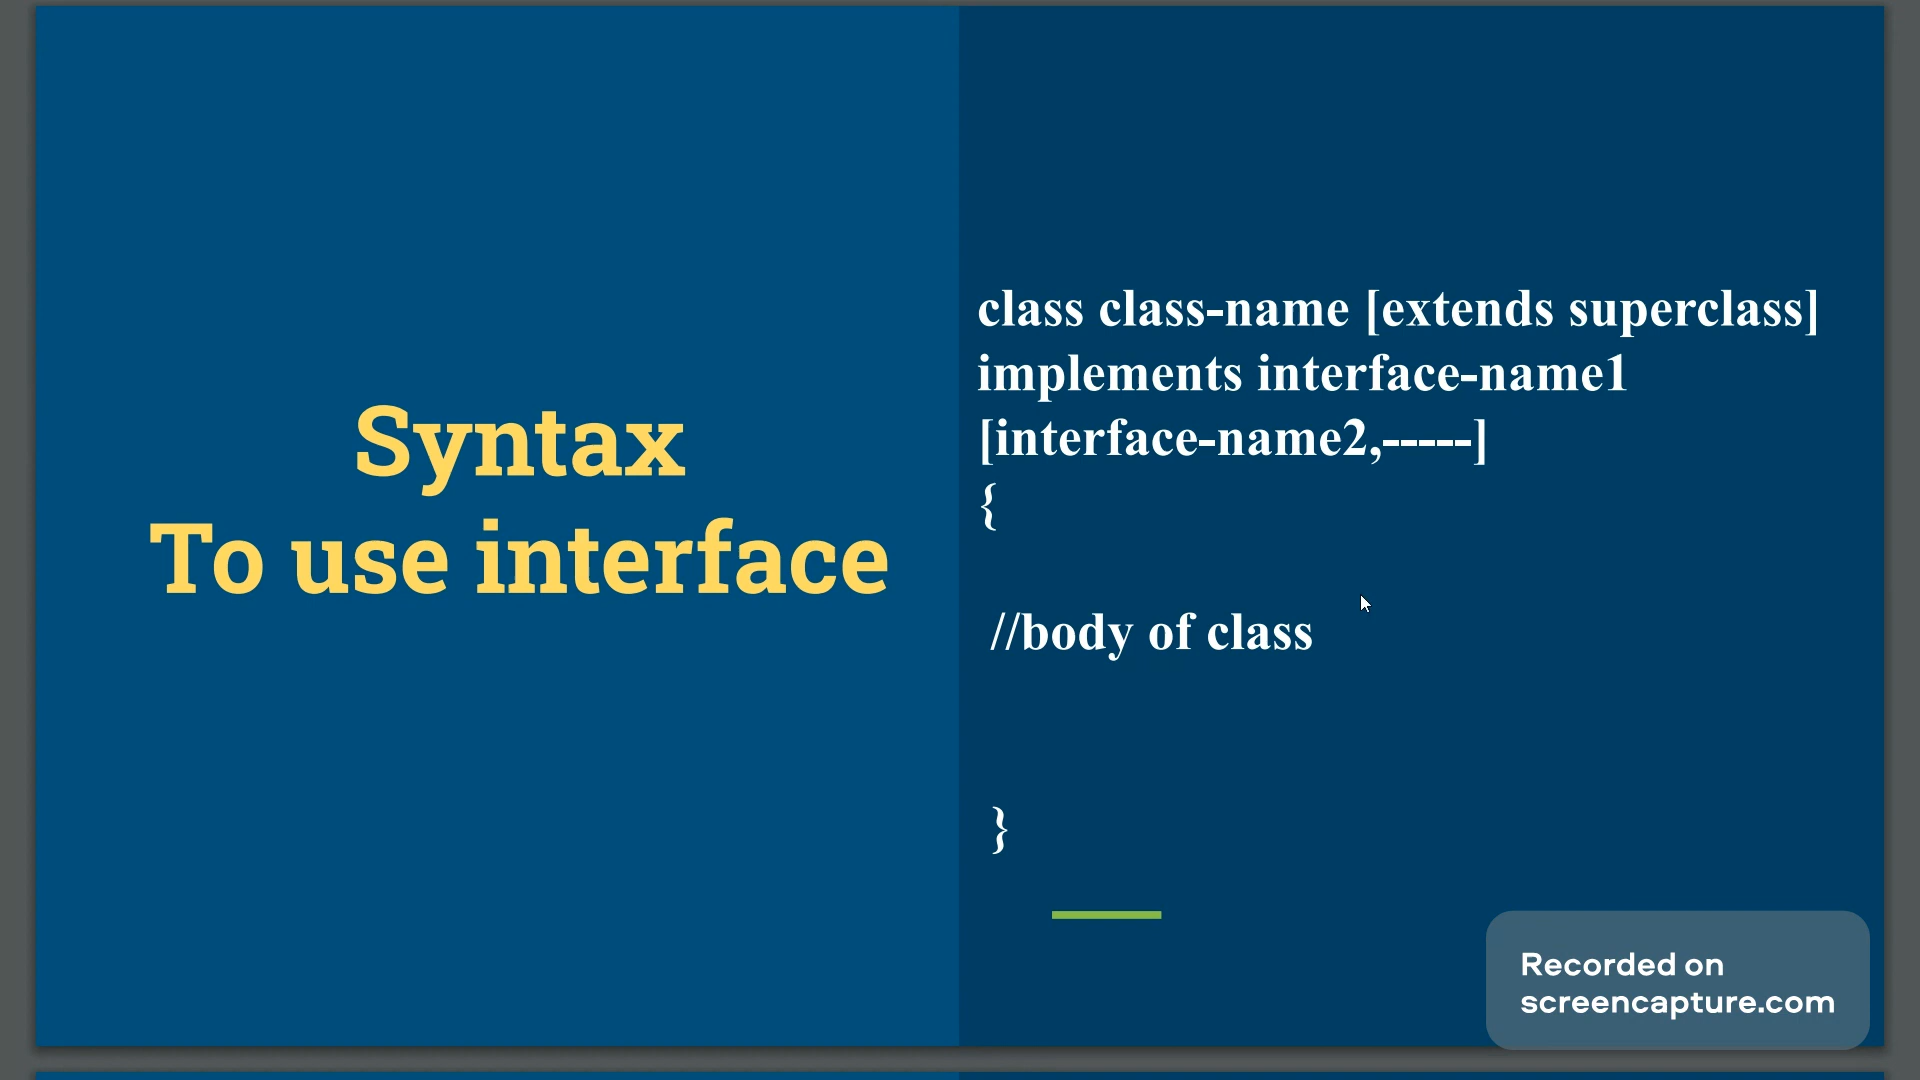 Syntax
To use interface
class class-name [extends superclass]
implements interface-name1
[interface-name2,-----]
{
//body of class
}
Recorded on
screencapture.com